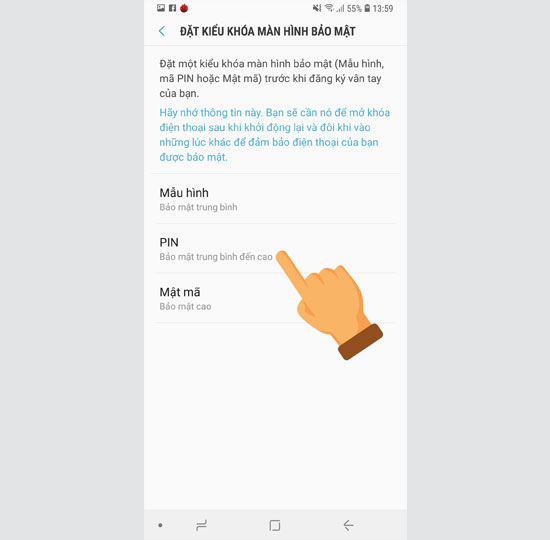 55% 13:59
ĐẶT KIỂU KHÓA MÀN HÌNH BẢO MẬT
Đặt một kiểu khóa màn hình bảo mật (Mẫu hình,
mã PIN hoặc Mật mã) trước khi đăng ký vân tay
của bạn.
Hãy nhớ thông tin này. Bạn sẽ cần nó để mở khóa
điện thoại sau khi khởi động lại và đôi khi vào
những lúc khác để đảm bảo điện thoại của bạn
được bảo mật.
Mẫu hình
Bảo mật trung bình
PIN
Bảo mật trung bình đến cao
Mật mã
Bảo mật cao